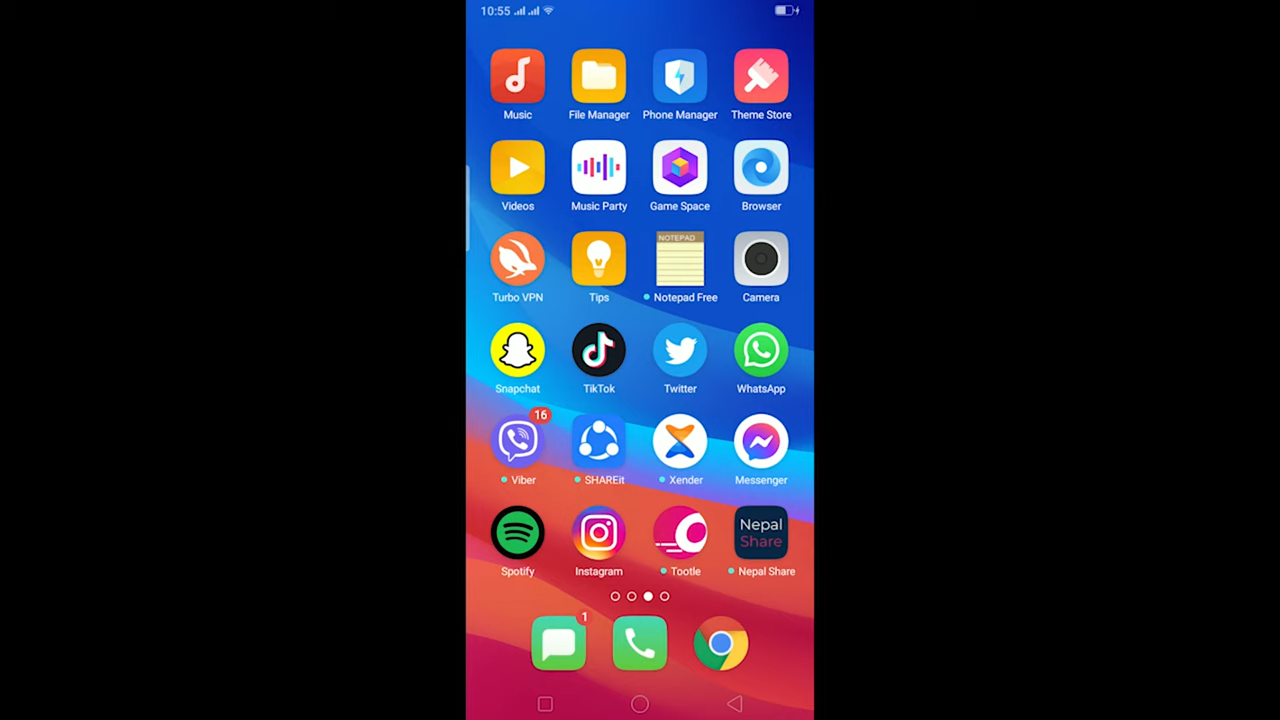 10:55
Music File Manager Phone Manager Theme Store
Videos Music Party Game Space Browser
NOTEPAD
Turbo VPN Tips Notepad Free Camera
Snapchat TikTok Twitter WhatsApp
16
Viber SHAREit Xender Messenger
Nepal
Share
Spotify Instagram Tootle Nepal Share
1